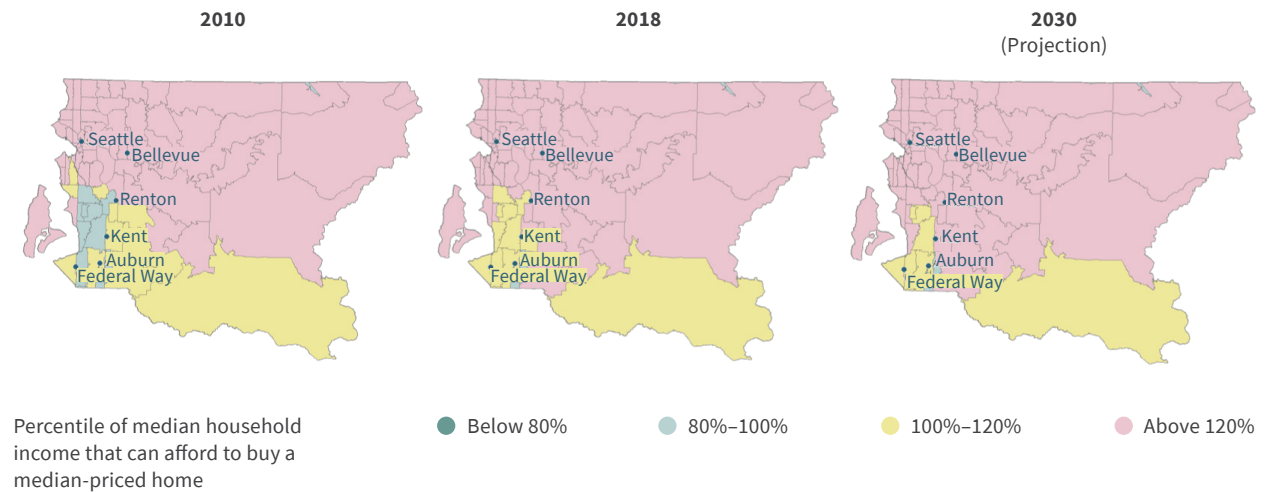 2010
2018
2030
(Projection)
Seattle
Bellevue
Renton
Kent
Auburn
Federal Way
Seattle
Bellevue
Renton
Kent
Auburn
Federal Way
Seattle
Bellevue
Renton
Kent
Auburn
Federal Way
Percentile of median household
income that can afford to buy a
median-priced home
Below 80%
80%–100%
100%–120%
Above 120%